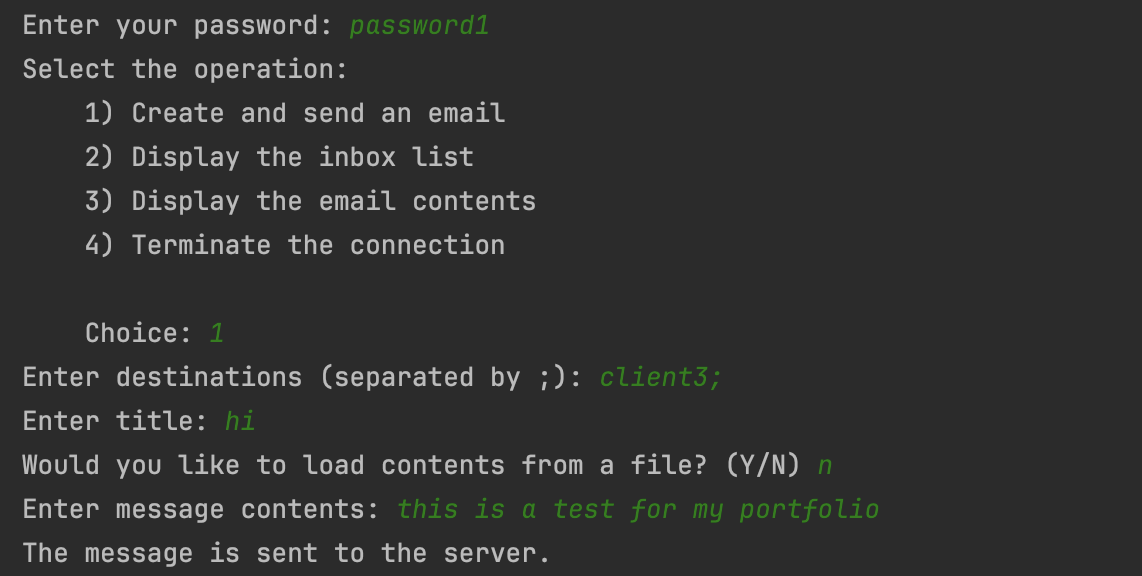 Enter your password: password1
Select the operation:
1) Create and send an email
2) Display the inbox list
3) Display the email contents
4) Terminate the connection
Choice: 1
Enter destinations (separated by ;): client3;
Enter title: hi
Would you like to load contents from a file? (Y/N) n
Enter message contents: this is a test for my portfolio
The message is sent to the server.